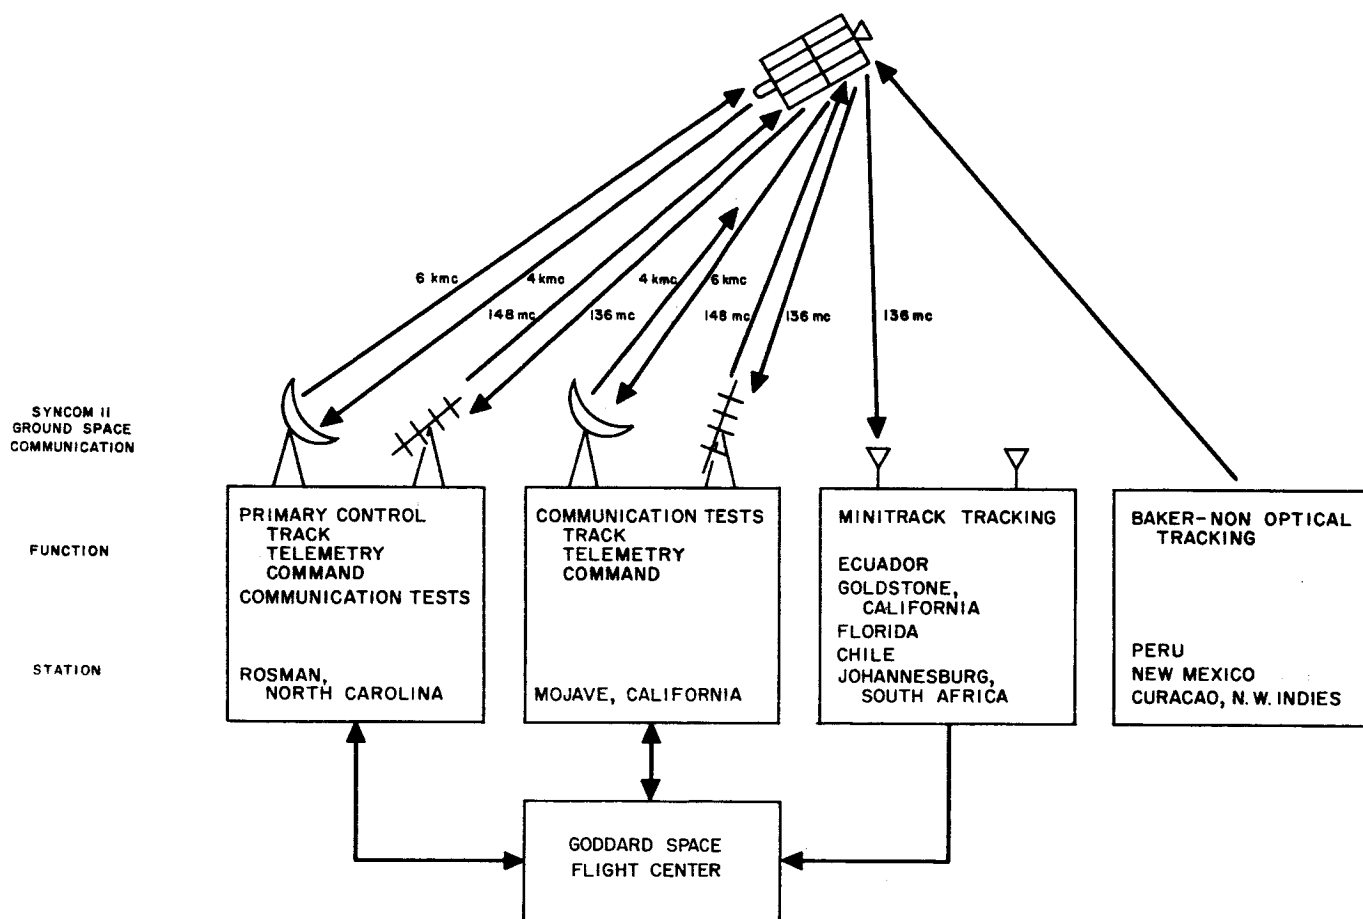 6 kmc
4 kmc
4 kmc
6 kmc
148 mc
136 mc
148 mc
136 mc
136 mc
SYNCOM II
GROUND SPACE
COMMUNICATION
FUNCTION
STATION
PRIMARY CONTROL
TRACK
TELEMETRY
COMMAND
COMMUNICATION TESTS
ROSMAN,
NORTH CAROLINA
COMMUNICATION TESTS
TRACK
TELEMETRY
COMMAND
MOJAVE, CALIFORNIA
MINITRACK TRACKING
ECUADOR
GOLDSTONE,
CALIFORNIA
FLORIDA
CHILE
JOHANNESBURG,
SOUTH AFRICA
BAKER-NON OPTICAL
TRACKING
PERU
NEW MEXICO
CURACAO, N.W. INDIES
GODDARD SPACE
FLIGHT CENTER